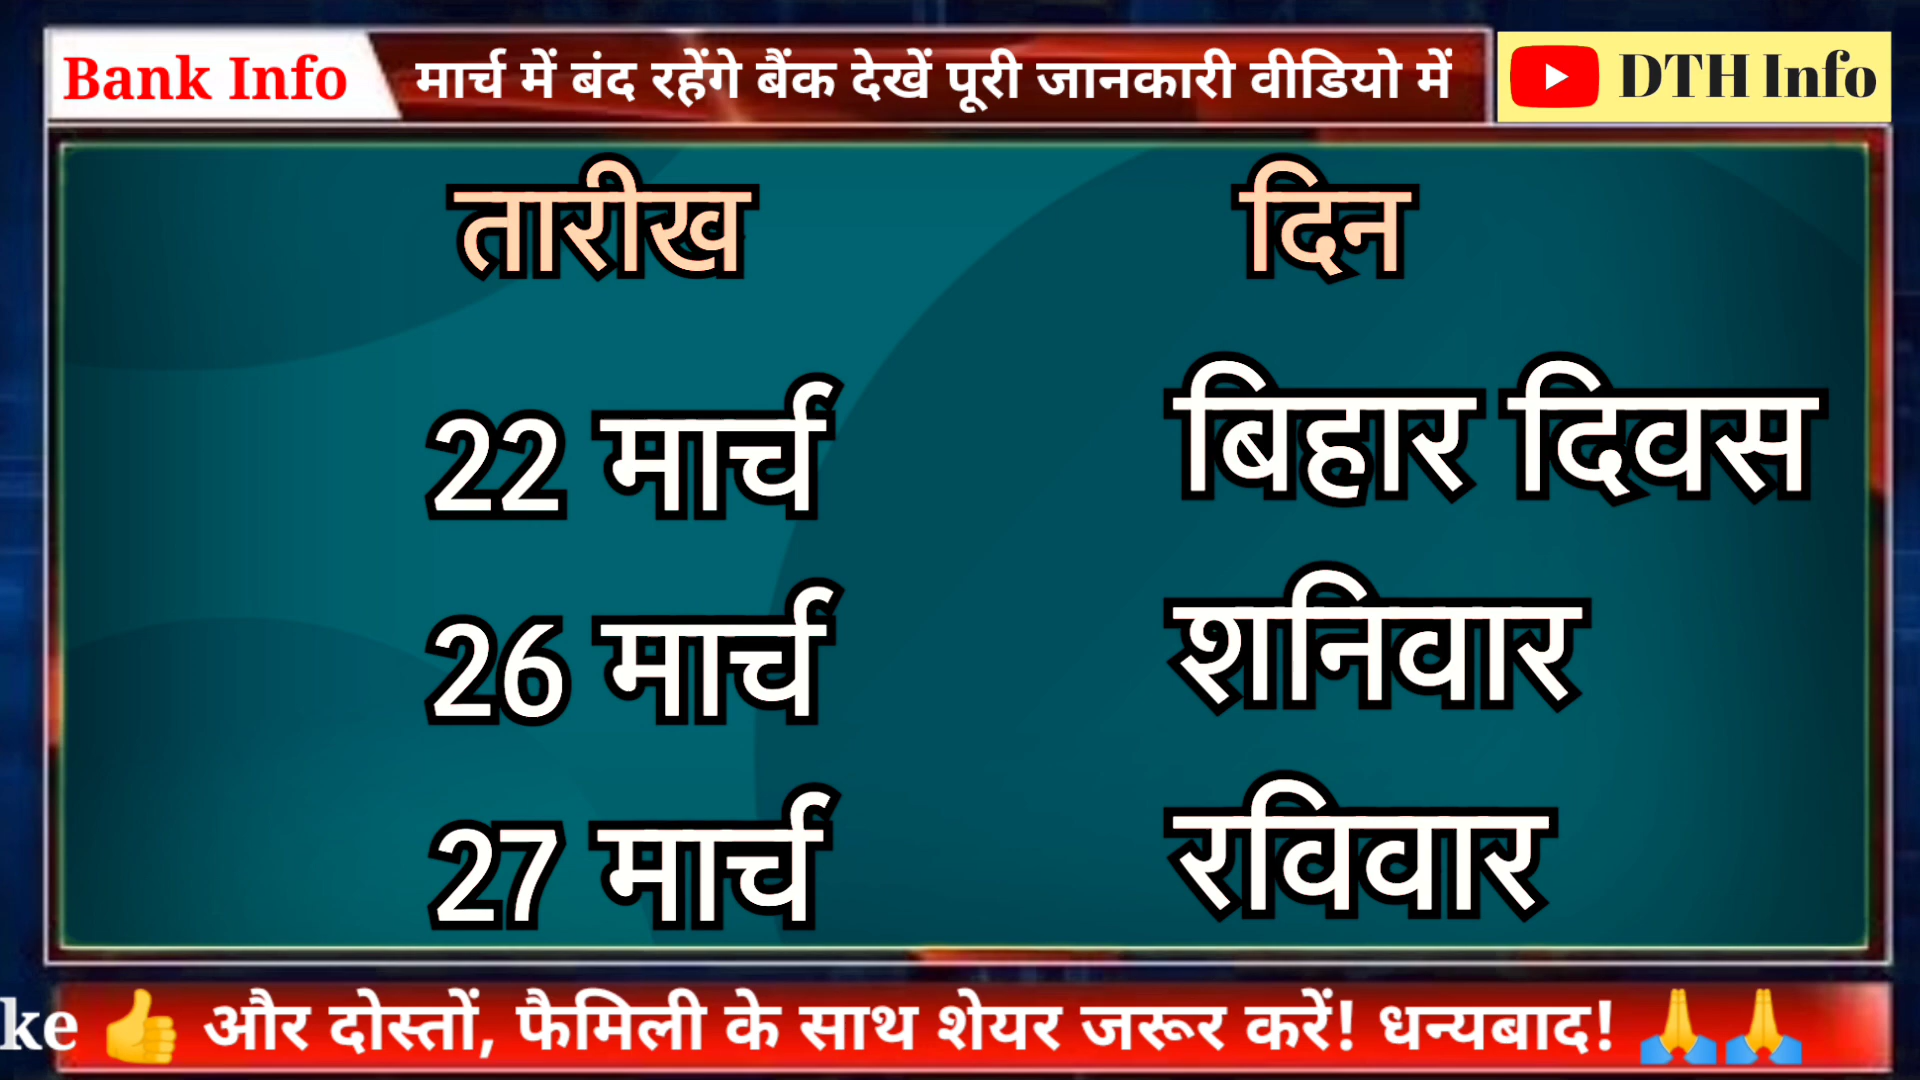 Bank Info
मार्च में बंद रहेंगे बैंक देखें पूरी जानकारी वीडियो में
DTH Info
तारीख दिन
22 मार्च बिहार दिवस
26 मार्च शनिवार
27 मार्च रविवार
ke 👍 और दोस्तों, फैमिली के साथ शेयर जरूर करें! धन्यबाद! 🙏🙏